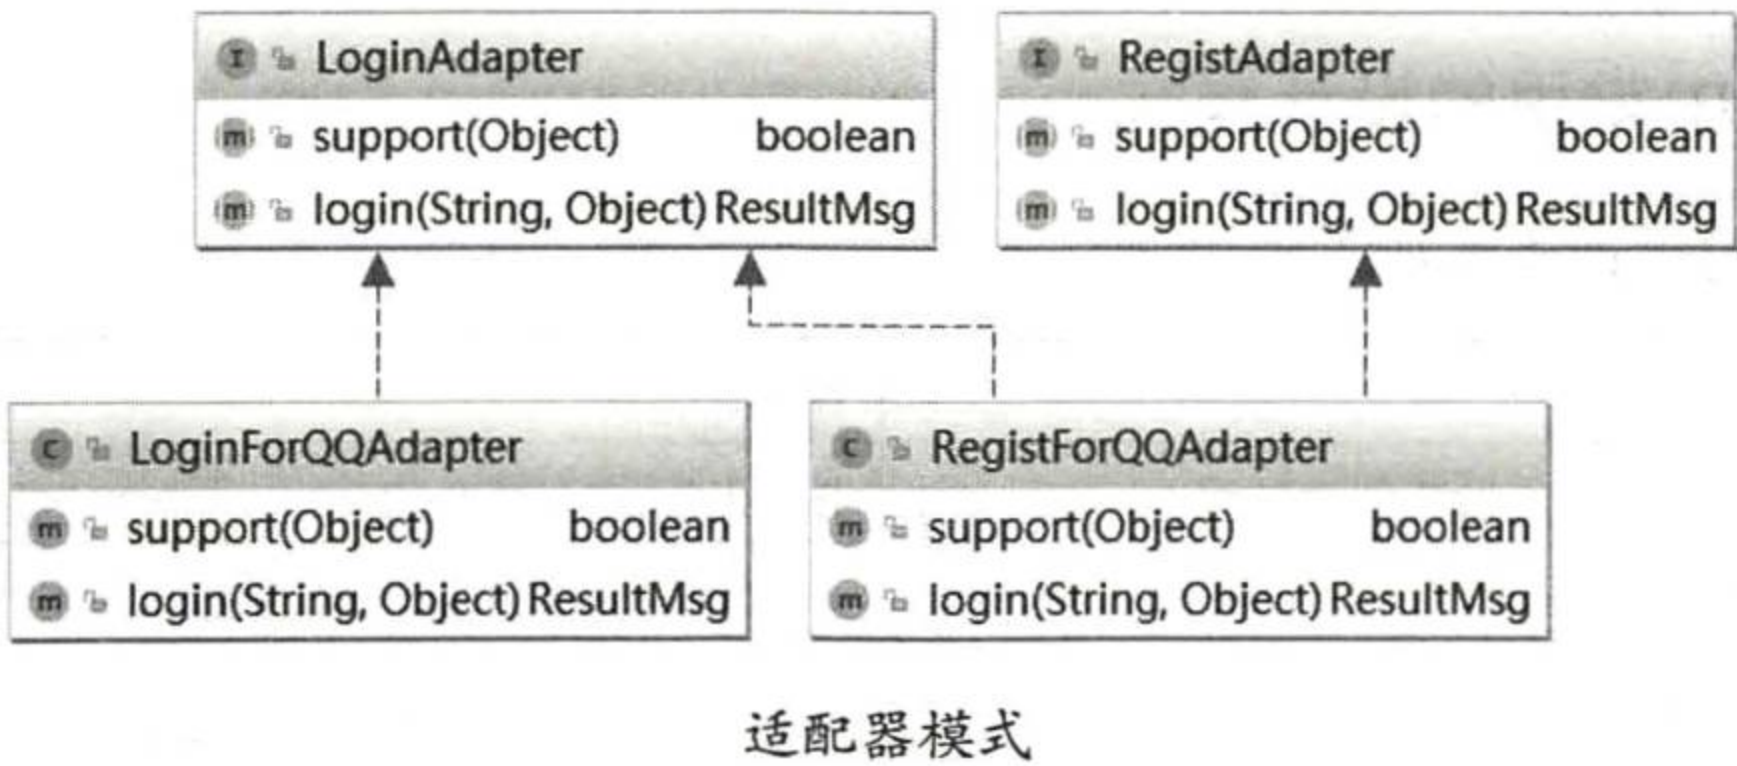 I LoginAdapter
m support(Object) boolean
m login(String, Object) ResultMsg
I RegistAdapter
m support(Object) boolean
m login(String, Object) ResultMsg
C LoginForQQAdapter
m support(Object) boolean
m login(String, Object) ResultMsg
C RegistForQQAdapter
m support(Object) boolean
m login(String, Object) ResultMsg
适配器模式